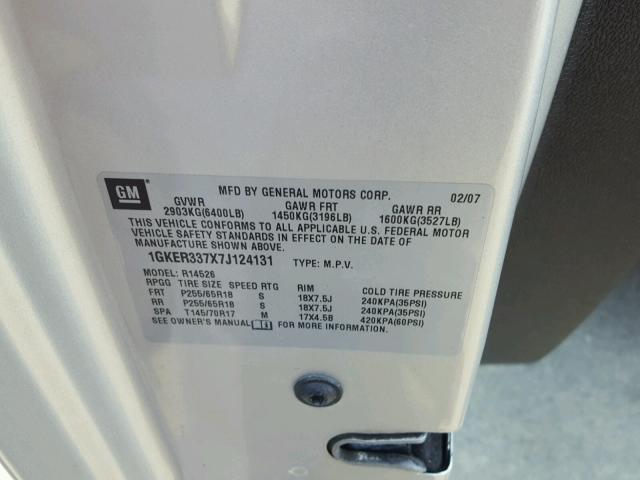 GM
MFD BY GENERAL MOTORS CORP. 02/07
GVWR GAWR FRT GAWR RR
2903KG(6400LB) 1450KG(3196LB) 1600KG(3527LB)
THIS VEHICLE CONFORMS TO ALL APPLICABLE U.S. FEDERAL MOTOR
VEHICLE SAFETY STANDARDS IN EFFECT ON THE DATE OF
MANUFACTURE SHOWN ABOVE.
1GKER337X7J124131 TYPE: M.P.V.
MODEL: R14526
RPGG TIRE SIZE SPEED RTG RIM COLD TIRE PRESSURE
FRT P255/65R18 S 18X7.5J 240KPA(35PSI)
RR P255/65R18 S 18X7.5J 240KPA(35PSI)
SPA T145/70R17 M 17X4.5B 420KPA(60PSI)
SEE OWNER'S MANUAL FOR MORE INFORMATION.